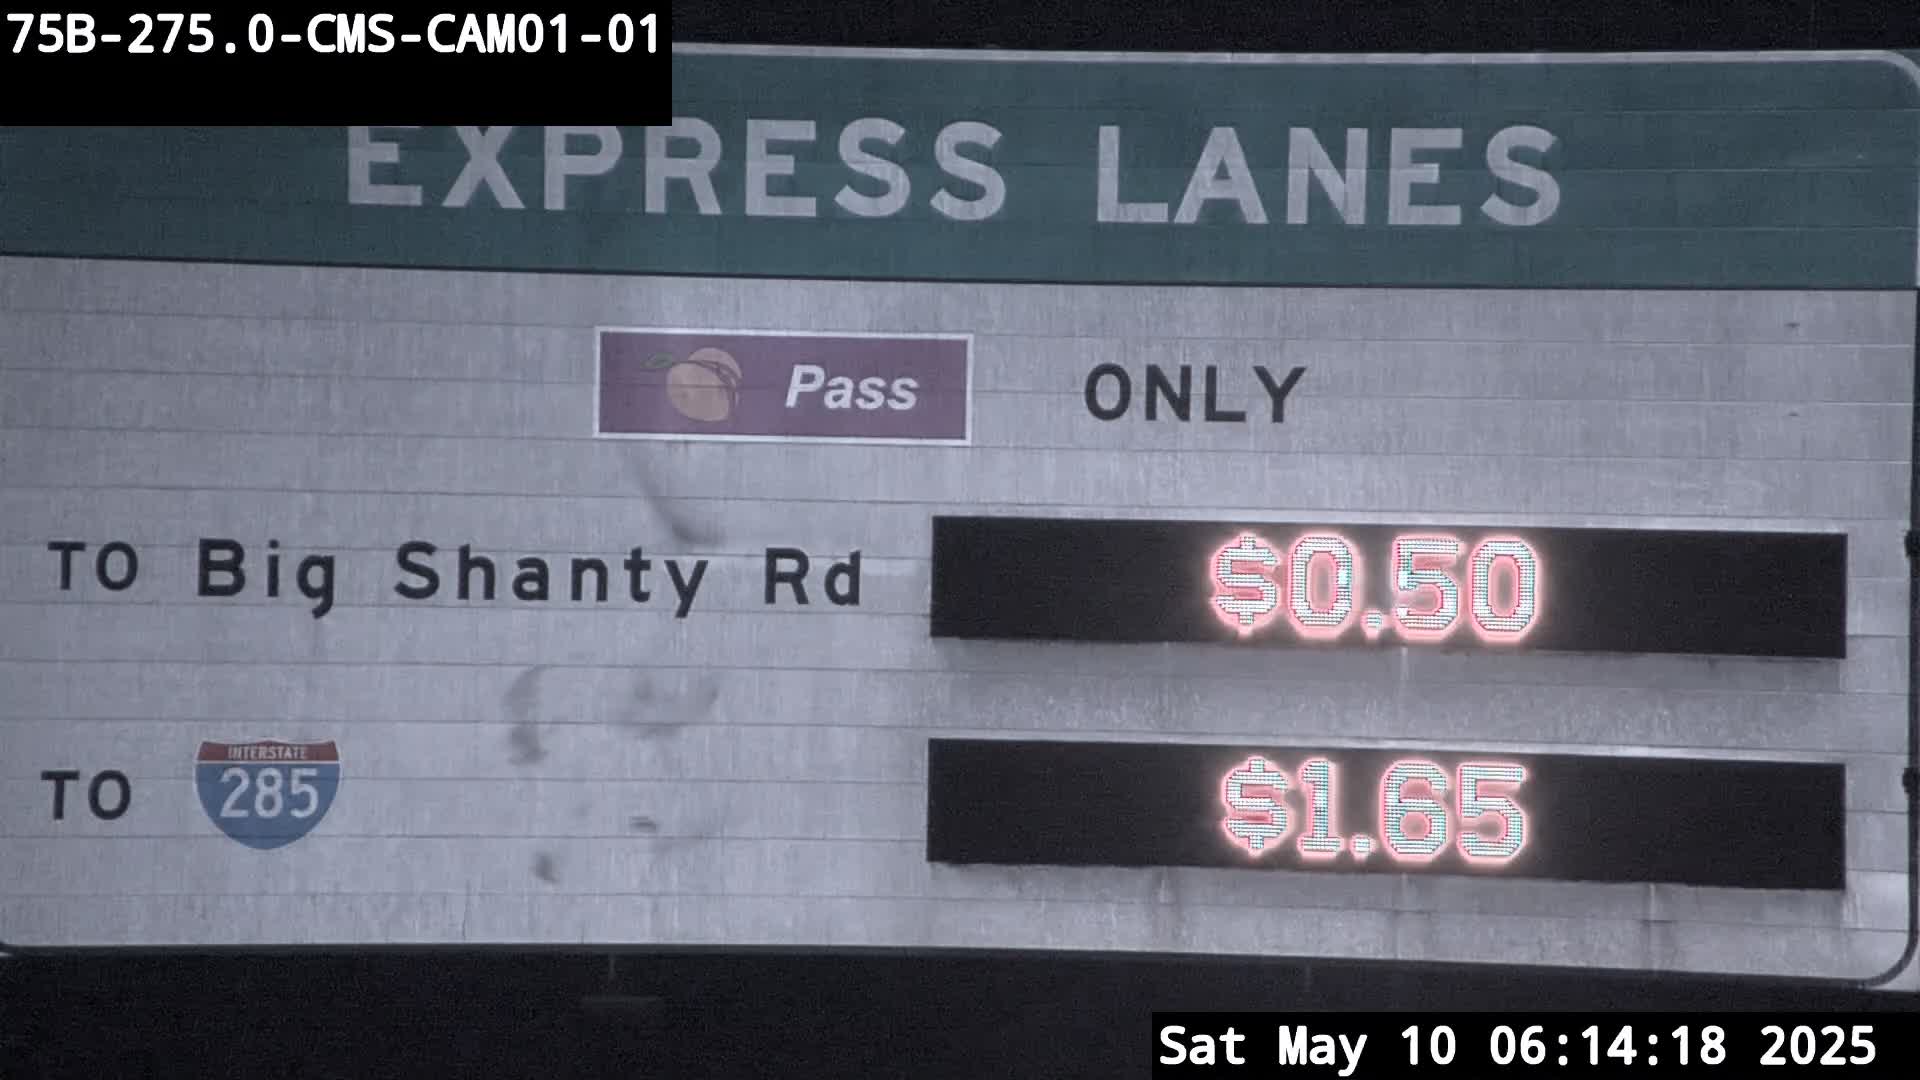 75B-275.0-CMS-CAM01-01
EXPRESS LANES
Pass ONLY
TO Big Shanty Rd $0.50
TO INTERSTATE 285 $1.65
Sat May 10 06:14:18 2025